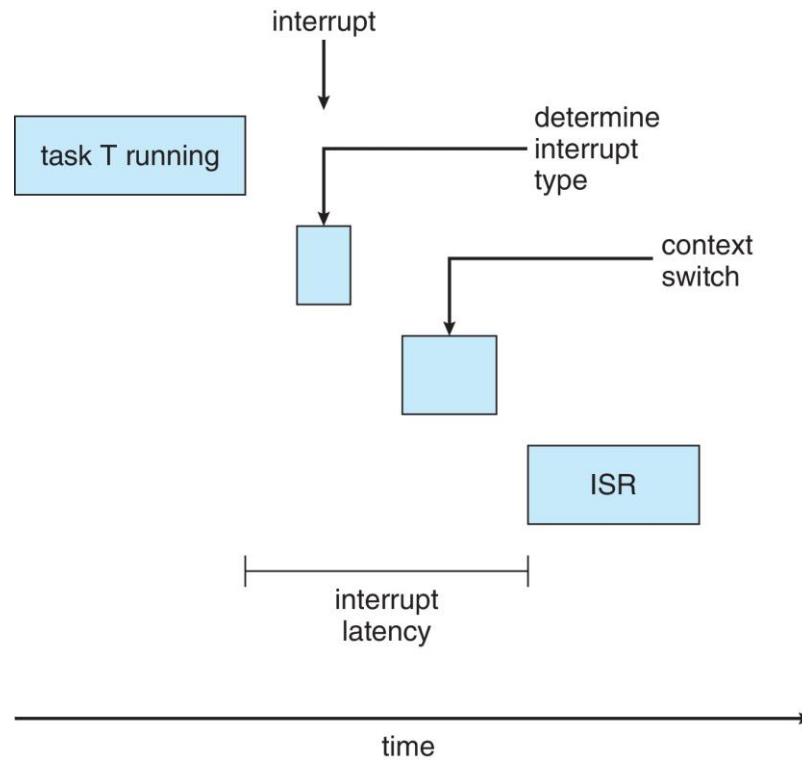 interrupt
task T running
determine
interrupt
type
context
switch
ISR
interrupt
latency
time